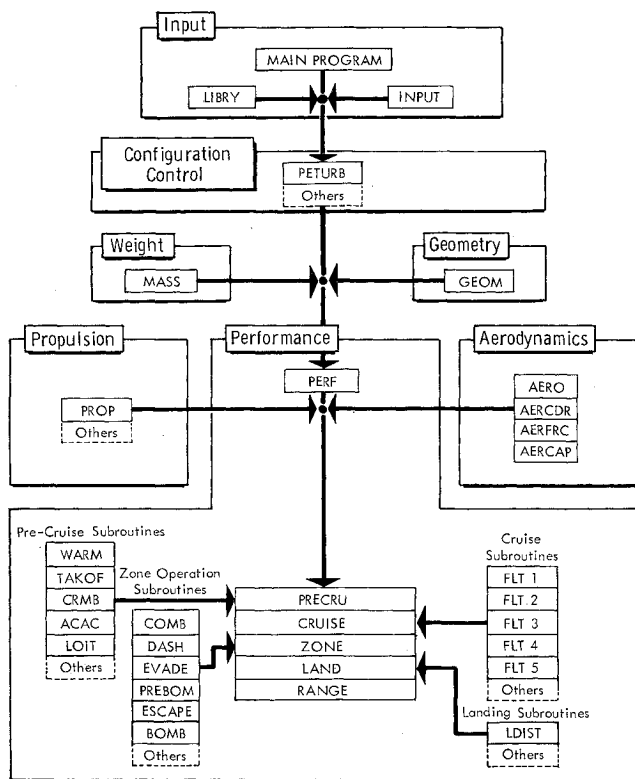 Input
MAIN PROGRAM
LIBRY
INPUT
Configuration
Control
PETURB
Others
Weight
MASS
Geometry
GEOM
Propulsion
PROP
Others
Performance
PERF
Aerodynamics
AERO
AERCDR
AERFRC
AERCAP
Pre-Cruise Subroutines
WARM
TAKOF
CRMB
ACAC
LOIT
Others
Zone Operation
Subroutines
COMB
DASH
EVADE
PREBOM
ESCAPE
BOMB
Others
PRECRU
CRUISE
ZONE
LAND
RANGE
Cruise
Subroutines
FLT 1
FLT 2
FLT 3
FLT 4
FLT 5
Others
Landing Subroutines
LDIST
Others